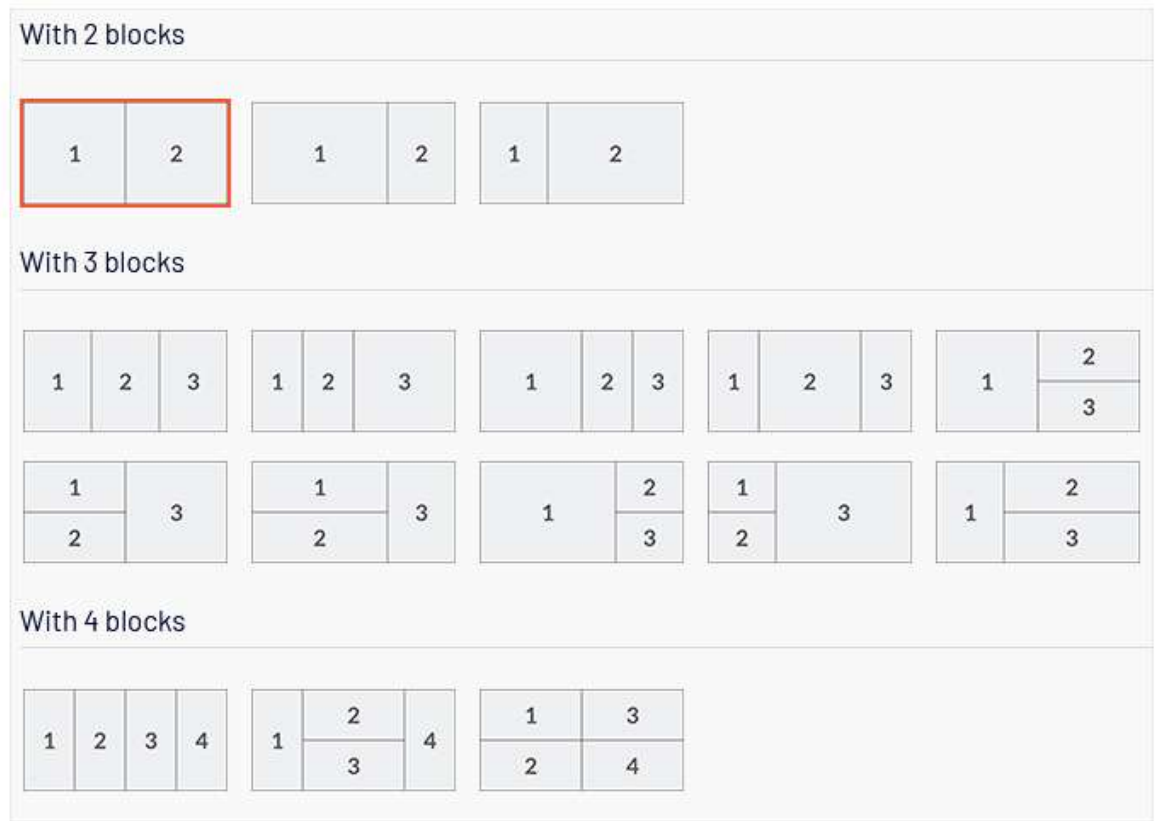 With 2 blocks
1 2 1 2 1 2
With 3 blocks
1 2 3 1 2 3 1 2 3 1 2 3 1 2 3
1 2 3 1 2 3 1 2 3 1 2 3 1 2 3
With 4 blocks
1 2 3 4 1 2 3 4 1 3 2 4